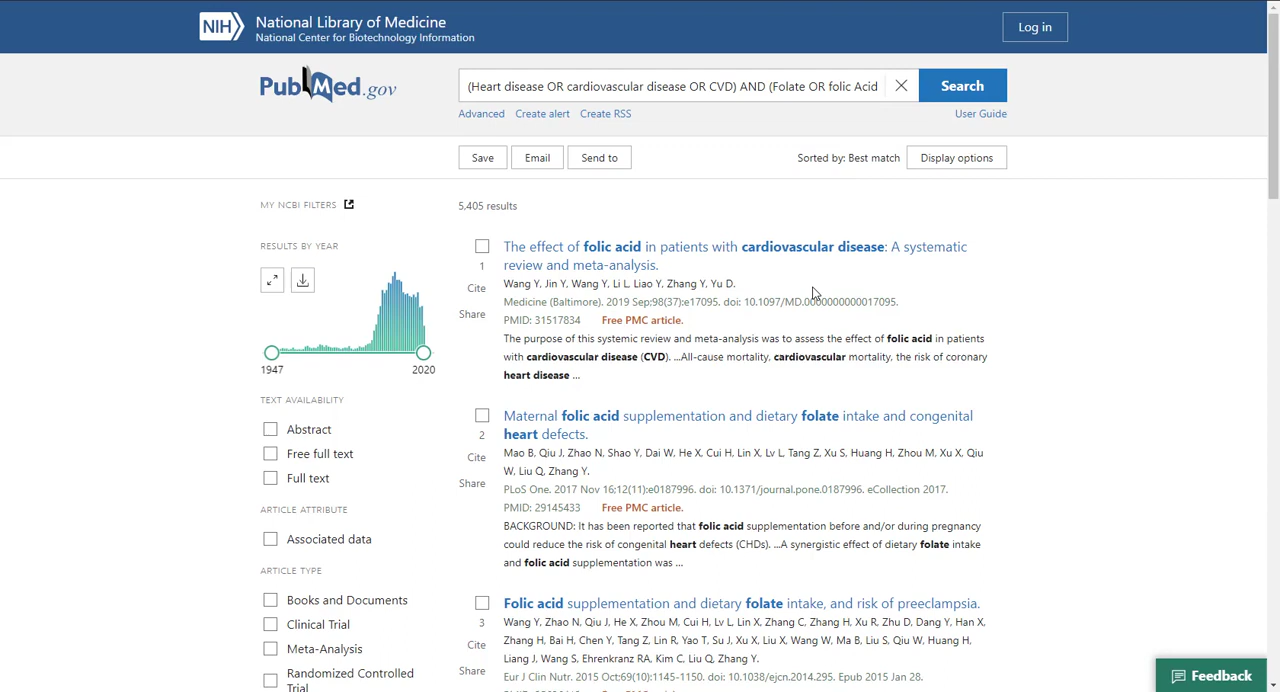 NIH National Library of Medicine
National Center for Biotechnology Information
Log in
PubMed.gov
(Heart disease OR cardiovascular disease OR CVD) AND (Folate OR folic Acid
Search
Advanced Create alert Create RSS
User Guide
Save Email Send to
Sorted by: Best match Display options
MY NCBI FILTERS
5,405 results
RESULTS BY YEAR
1947 2020
TEXT AVAILABILITY
Abstract
Free full text
Full text
ARTICLE ATTRIBUTE
Associated data
ARTICLE TYPE
Books and Documents
Clinical Trial
Meta-Analysis
Randomized Controlled
Trial
The effect of folic acid in patients with cardiovascular disease: A systematic
review and meta-analysis.
1
Cite
Share
Wang Y, Jin Y, Wang Y, Li L, Liao Y, Zhang Y, Yu D.
Medicine (Baltimore). 2019 Sep;98(37):e17095. doi: 10.1097/MD.0000000000017095.
PMID: 31517834 Free PMC article.
The purpose of this systemic review and meta-analysis was to assess the effect of folic acid in patients
with cardiovascular disease (CVD). ...All-cause mortality, cardiovascular mortality, the risk of coronary
heart disease ...
Maternal folic acid supplementation and dietary folate intake and congenital
heart defects.
2
Cite
Share
Mao B, Qiu J, Zhao N, Shao Y, Dai W, He X, Cui H, Lin X, Lv L, Tang Z, Xu S, Huang H, Zhou M, Xu X, Qiu
W, Liu Q, Zhang Y.
PLoS One. 2017 Nov 16;12(11):e0187996. doi: 10.1371/journal.pone.0187996. eCollection 2017.
PMID: 29145433 Free PMC article.
BACKGROUND: It has been reported that folic acid supplementation before and/or during pregnancy
could reduce the risk of congenital heart defects (CHDs). ...A synergistic effect of dietary folate intake
and folic acid supplementation was ...
Folic acid supplementation and dietary folate intake, and risk of preeclampsia.
3
Cite
Share
Wang Y, Zhao N, Qiu J, He X, Zhou M, Cui H, Lv L, Lin X, Zhang C, Zhang H, Xu R, Zhu D, Dang Y, Han X,
Zhang H, Bai H, Chen Y, Tang Z, Lin R, Yao T, Su J, Xu X, Liu X, Wang W, Ma B, Liu S, Qiu W, Huang H,
Liang J, Wang S, Ehrenkranz RA, Kim C, Liu Q, Zhang Y.
Eur J Clin Nutr. 2015 Oct;69(10):1145-1150. doi: 10.1038/ejcn.2014.295. Epub 2015 Jan 28.
Feedback